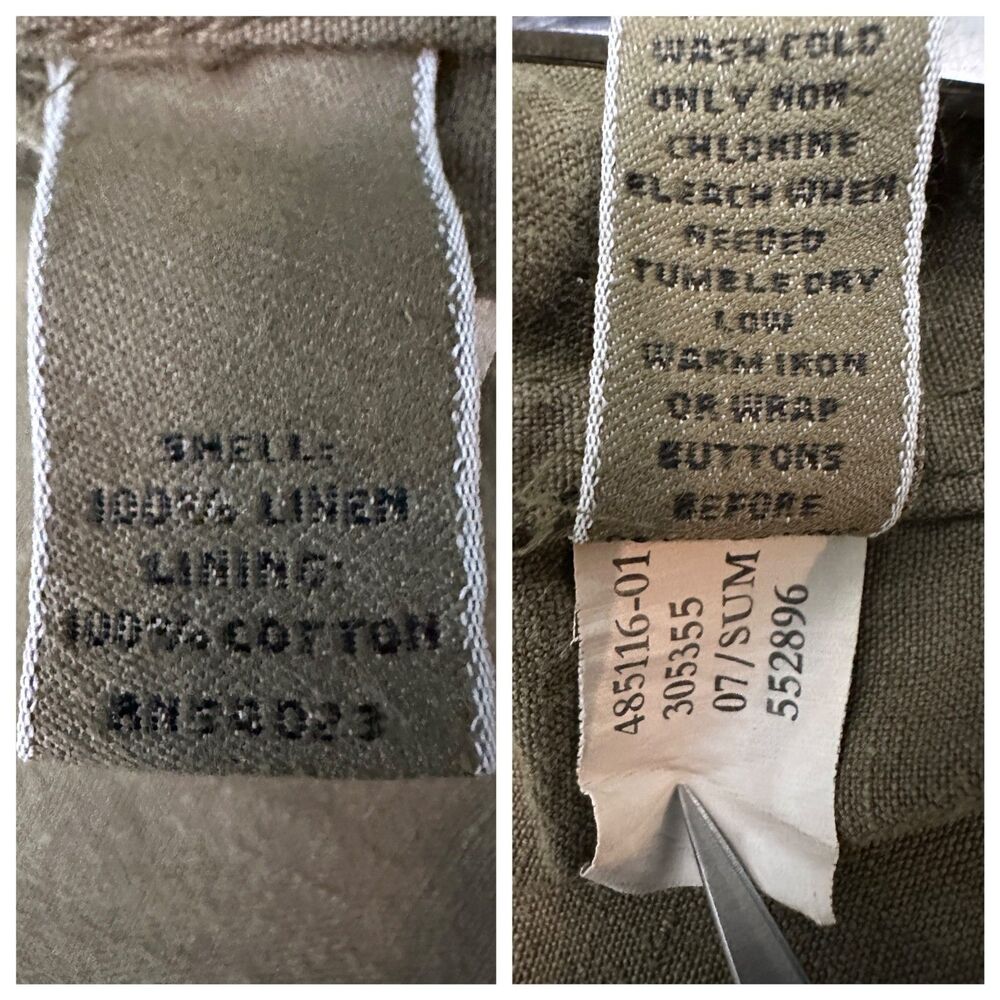 SHELL:
100% LINEN
LINING:
100% COTTON
RN58023
WASH COLD
ONLY NON-
CHLORINE
BLEACH WHEN
NEEDED
TUMBLE DRY
LOW
WARM IRON
OR WRAP
BUTTONS
BEFORE
485116-01
305355
07/SUM
552896